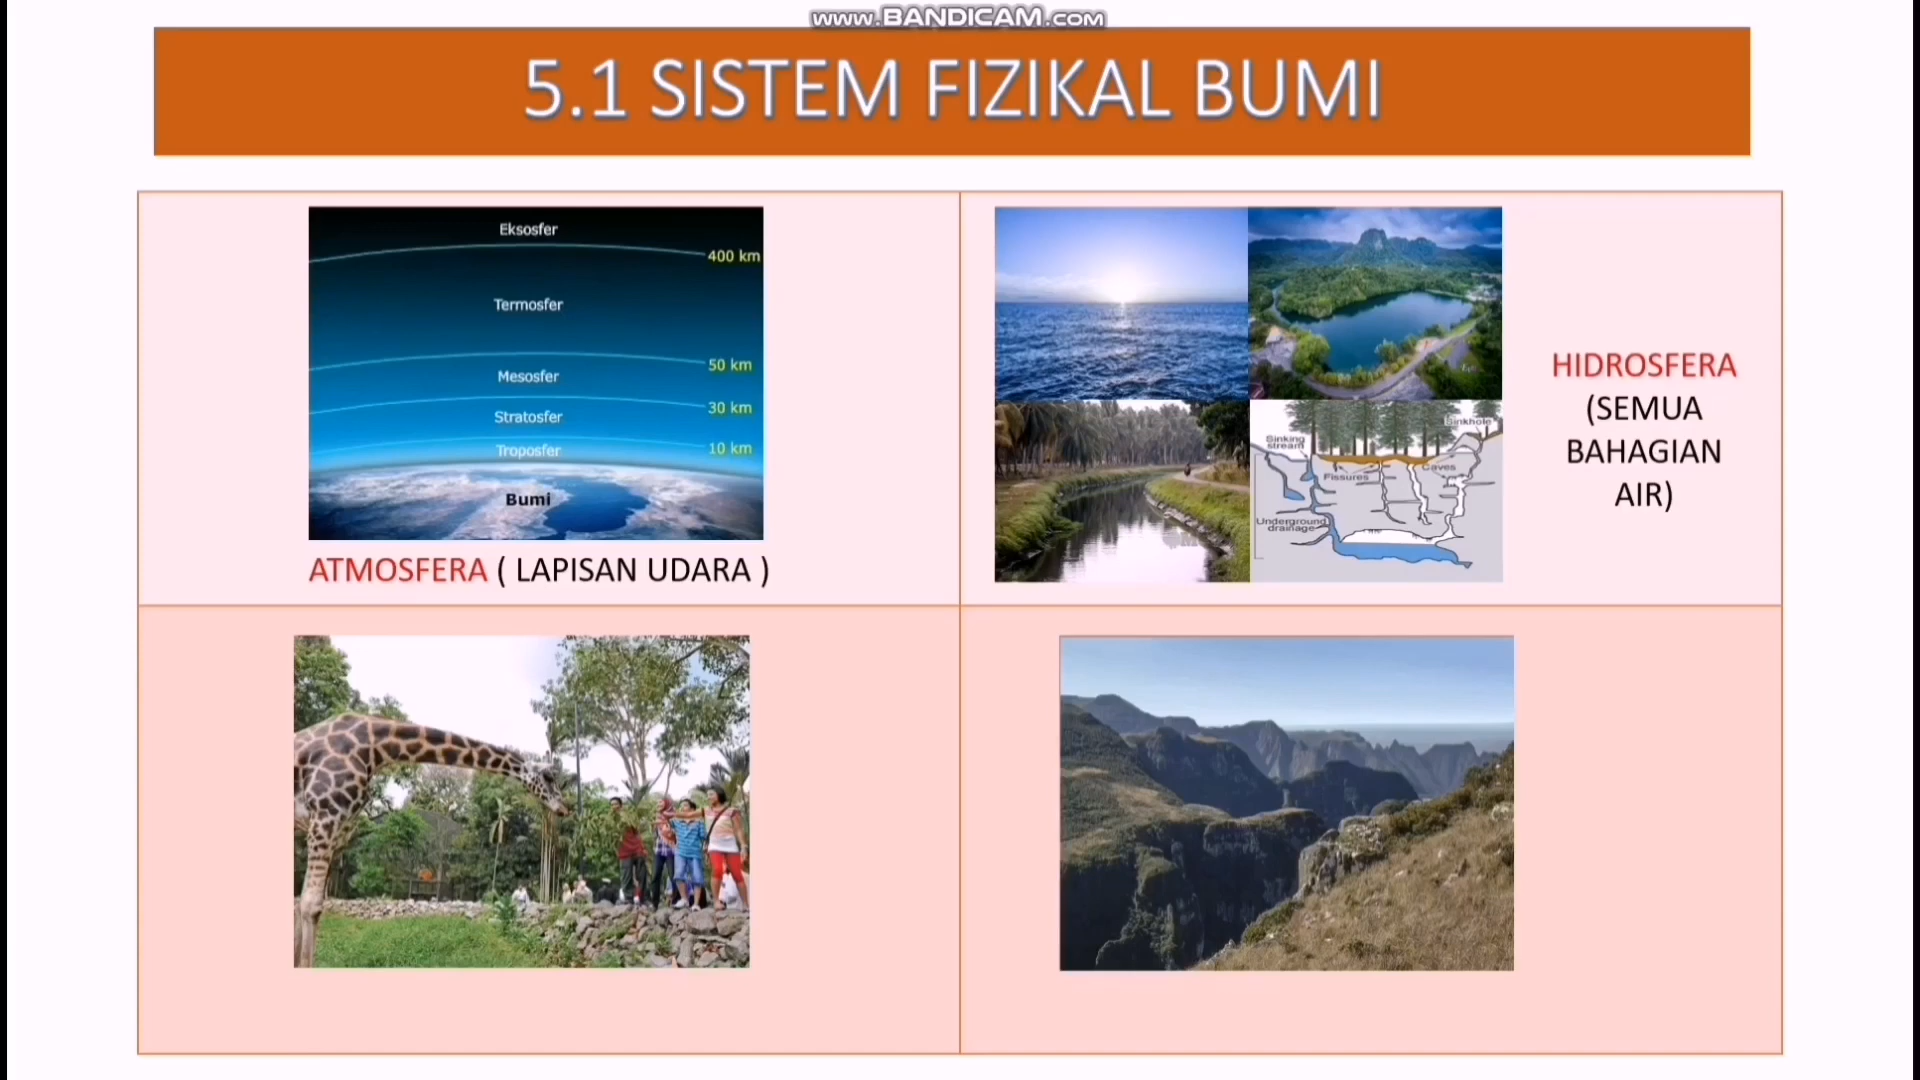 www.BANDICAM.com
5.1 SISTEM FIZIKAL BUMI
Eksosfer
400 km
Termosfer
50 km
Mesosfer
30 km
Stratosfer
Troposfer
10 km
Bumi
ATMOSFERA ( LAPISAN UDARA )
Sinkhole
Sinking
stream
Caves
Fissures
Underground
drainage
HIDROSFERA
(SEMUA
BAHAGIAN
AIR)